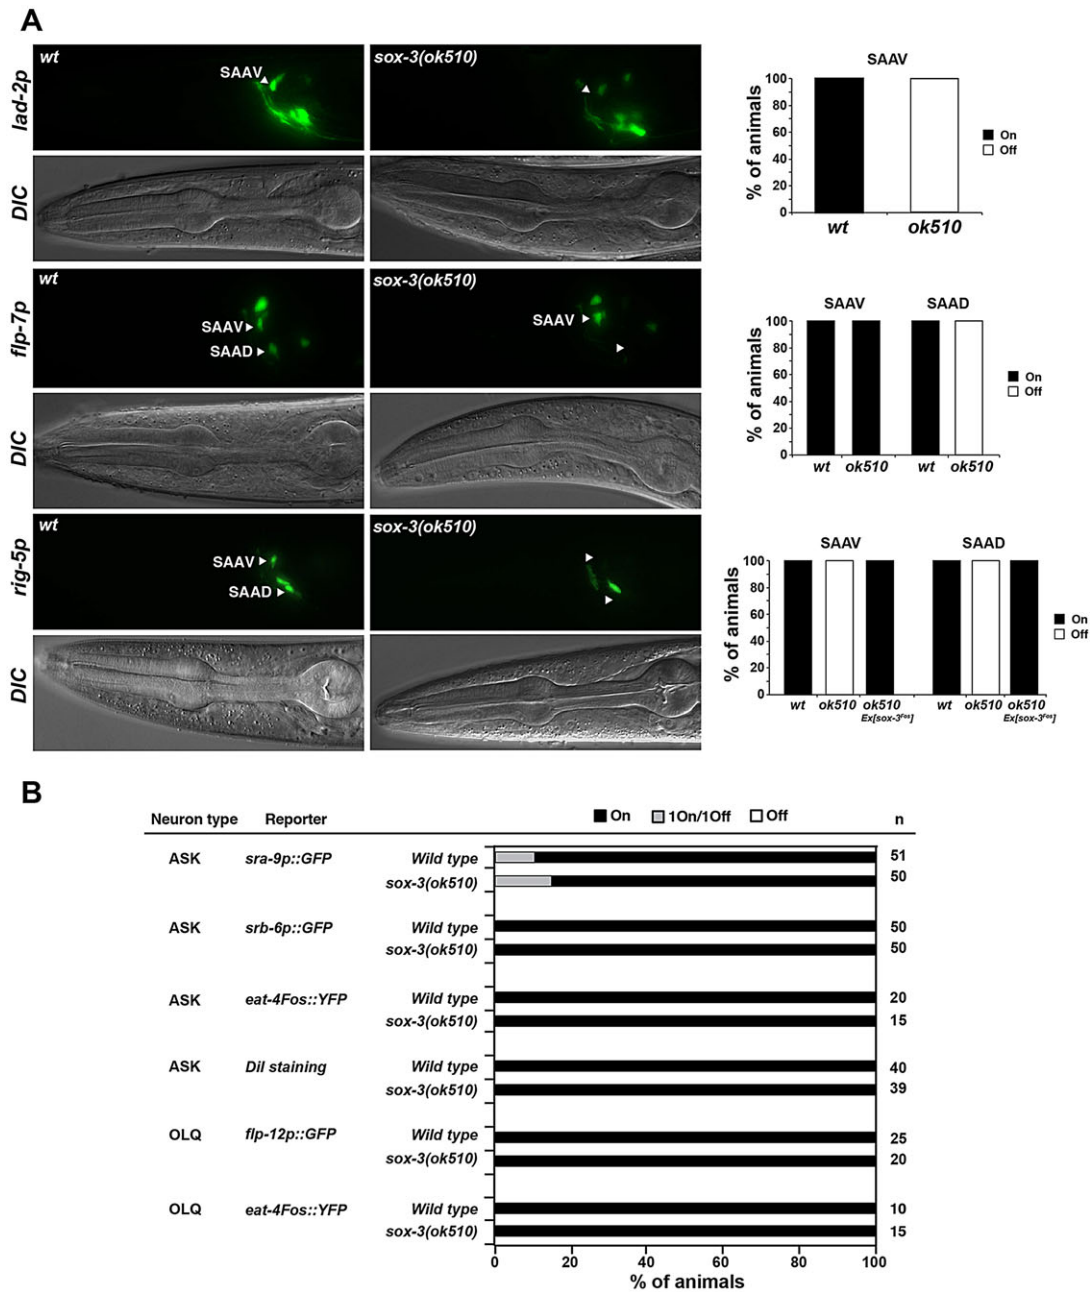 A
lad-2p
wt
SAAV
sox-3(ok510)
DIC
SAAV
% of animals
100
80
60
40
20
0
wt
ok510
On
Off
flp-7p
wt
SAAV
SAAD
sox-3(ok510)
SAAV
DIC
SAAV
SAAD
% of animals
100
80
60
40
20
0
wt
ok510
wt
ok510
On
Off
rig-5p
wt
SAAV
SAAD
sox-3(ok510)
DIC
SAAV
SAAD
% of animals
100
80
60
40
20
0
wt
ok510
ok510
Ex[sox-3Fos]
wt
ok510
ok510
Ex[sox-3Fos]
On
Off
B
Neuron type Reporter On 1On/1Off Off n
ASK sra-9p::GFP Wild type 51
sox-3(ok510) 50
ASK srb-6p::GFP Wild type 50
sox-3(ok510) 50
ASK eat-4Fos::YFP Wild type 20
sox-3(ok510) 15
ASK DiI staining Wild type 40
sox-3(ok510) 39
OLQ flp-12p::GFP Wild type 25
sox-3(ok510) 20
OLQ eat-4Fos::YFP Wild type 10
sox-3(ok510) 15
0 20 40 60 80 100
% of animals